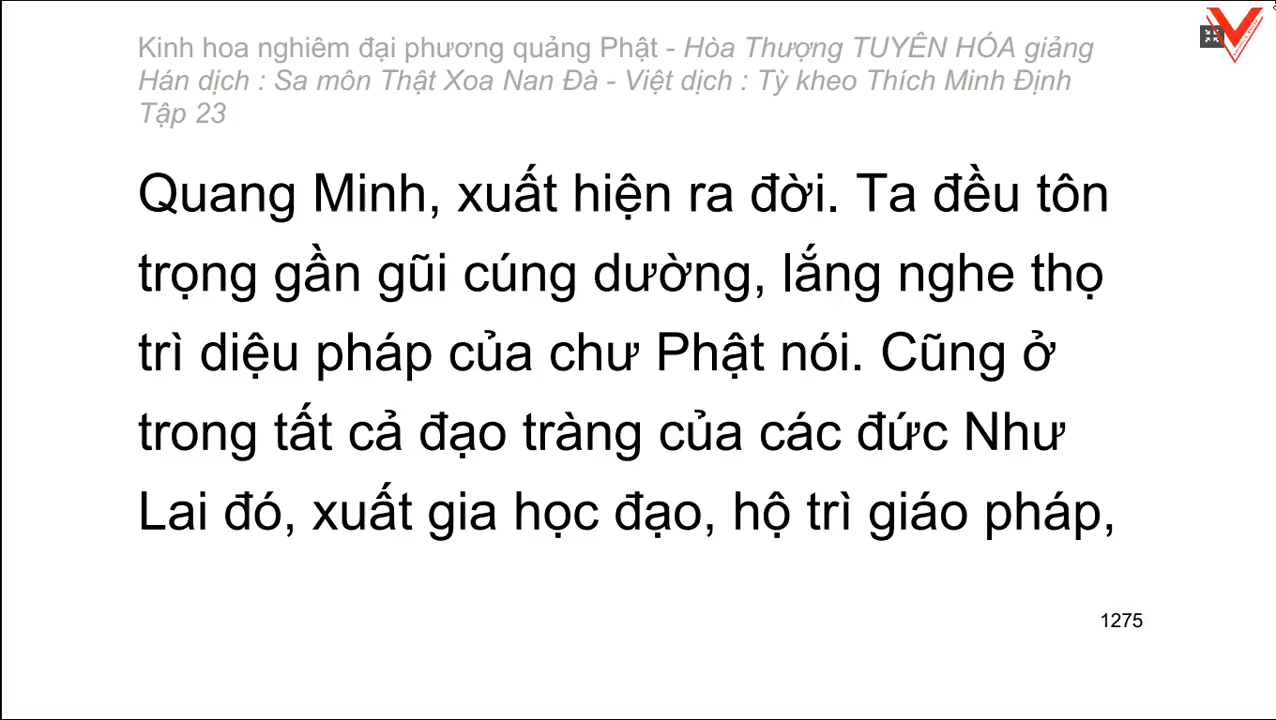 Kinh hoa nghiêm đại phương quảng Phật - Hòa Thượng TUYÊN HÓA giảng
Hán dịch : Sa môn Thật Xoa Nan Đà - Việt dịch : Tỳ kheo Thích Minh Định
Tập 23
Quang Minh, xuất hiện ra đời. Ta đều tôn
trọng gần gũi cúng dường, lắng nghe thọ
trì diệu pháp của chư Phật nói. Cũng ở
trong tất cả đạo tràng của các đức Như
Lai đó, xuất gia học đạo, hộ trì giáo pháp,
1275